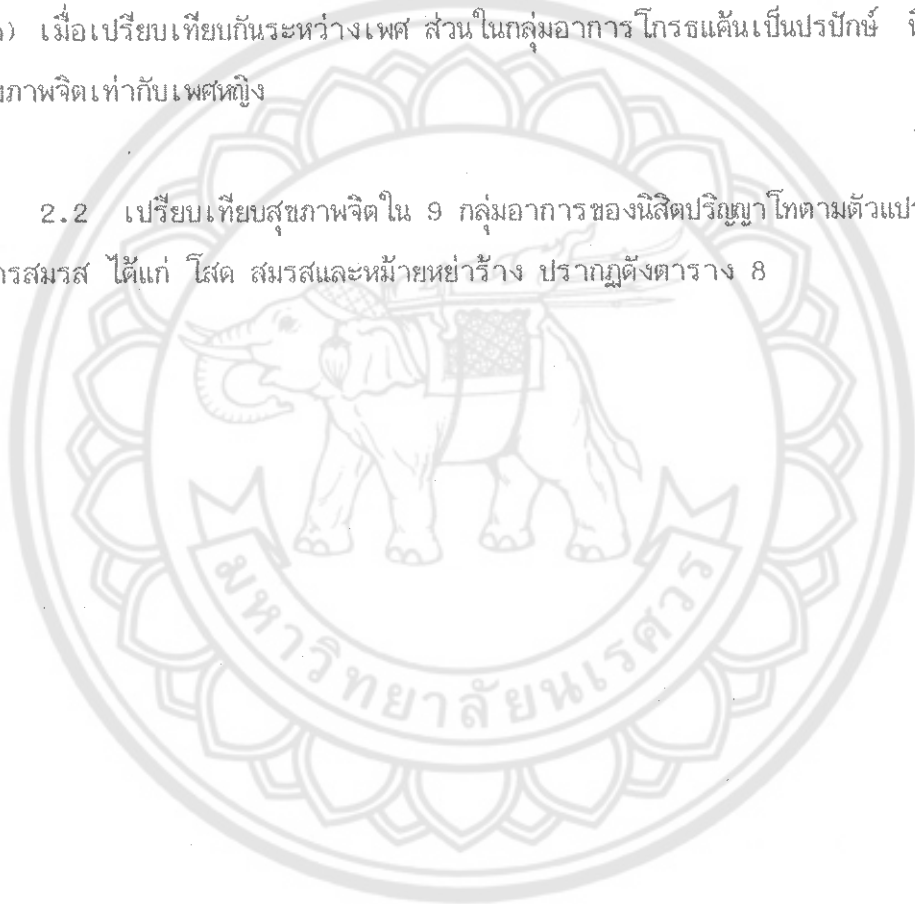 เมื่อเปรียบเทียบกันระหว่างเพศ ส่วนในกลุ่มอาการโกรธแค้นเป็นปรปักษ์
ภาพจิตเท่ากับเพศหญิง
2.2 เปรียบเทียบสุขภาพจิตใน 9 กลุ่มอาการของนิสิตปริญญาโทตามตัวแปร
การสมรส ได้แก่ โสด สมรสและหม้ายหย่าร้าง ปรากฏดังตาราง 8
มหาวิทยาลัยนเรศวร